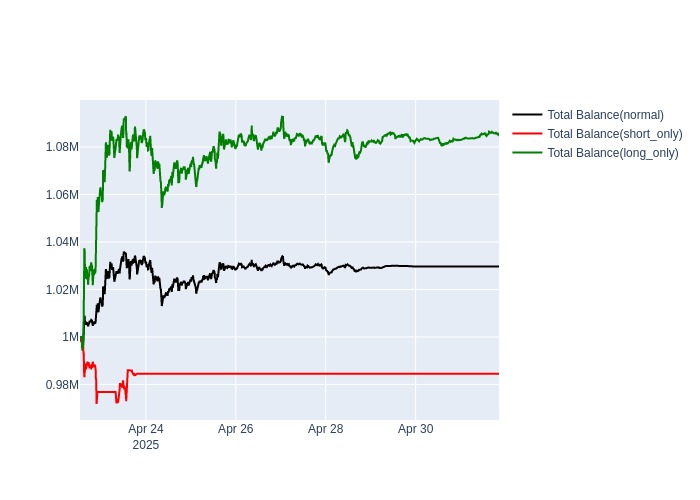 Total Balance(normal)
Total Balance(short_only)
Total Balance(long_only)
1.08M
1.06M
1.04M
1.02M
1M
0.98M
Apr 24
2025
Apr 26
Apr 28
Apr 30